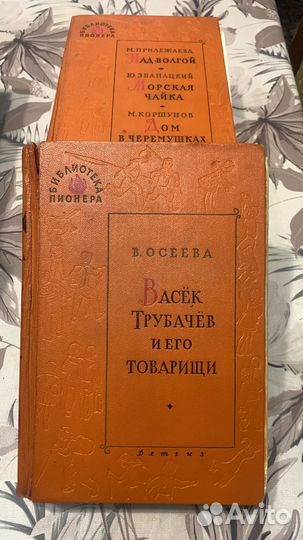 БИБЛИОТЕКА
ПИОНЕРА
М. ПРИЛЕЖАЕВА
НАД ВОЛГОЙ
Ю. ЗБАНАЦКИЙ
МОРСКАЯ
ЧАЙКА
М. КОРШУНОВ
ДОМ
В ЧЕРЕМУШКАХ
БИБЛИОТЕКА
ПИОНЕРА
В. ОСЕЕВА
ВАСЁК
ТРУБАЧЁВ
И ЕГО
ТОВАРИЩИ
Детгиз
Avito